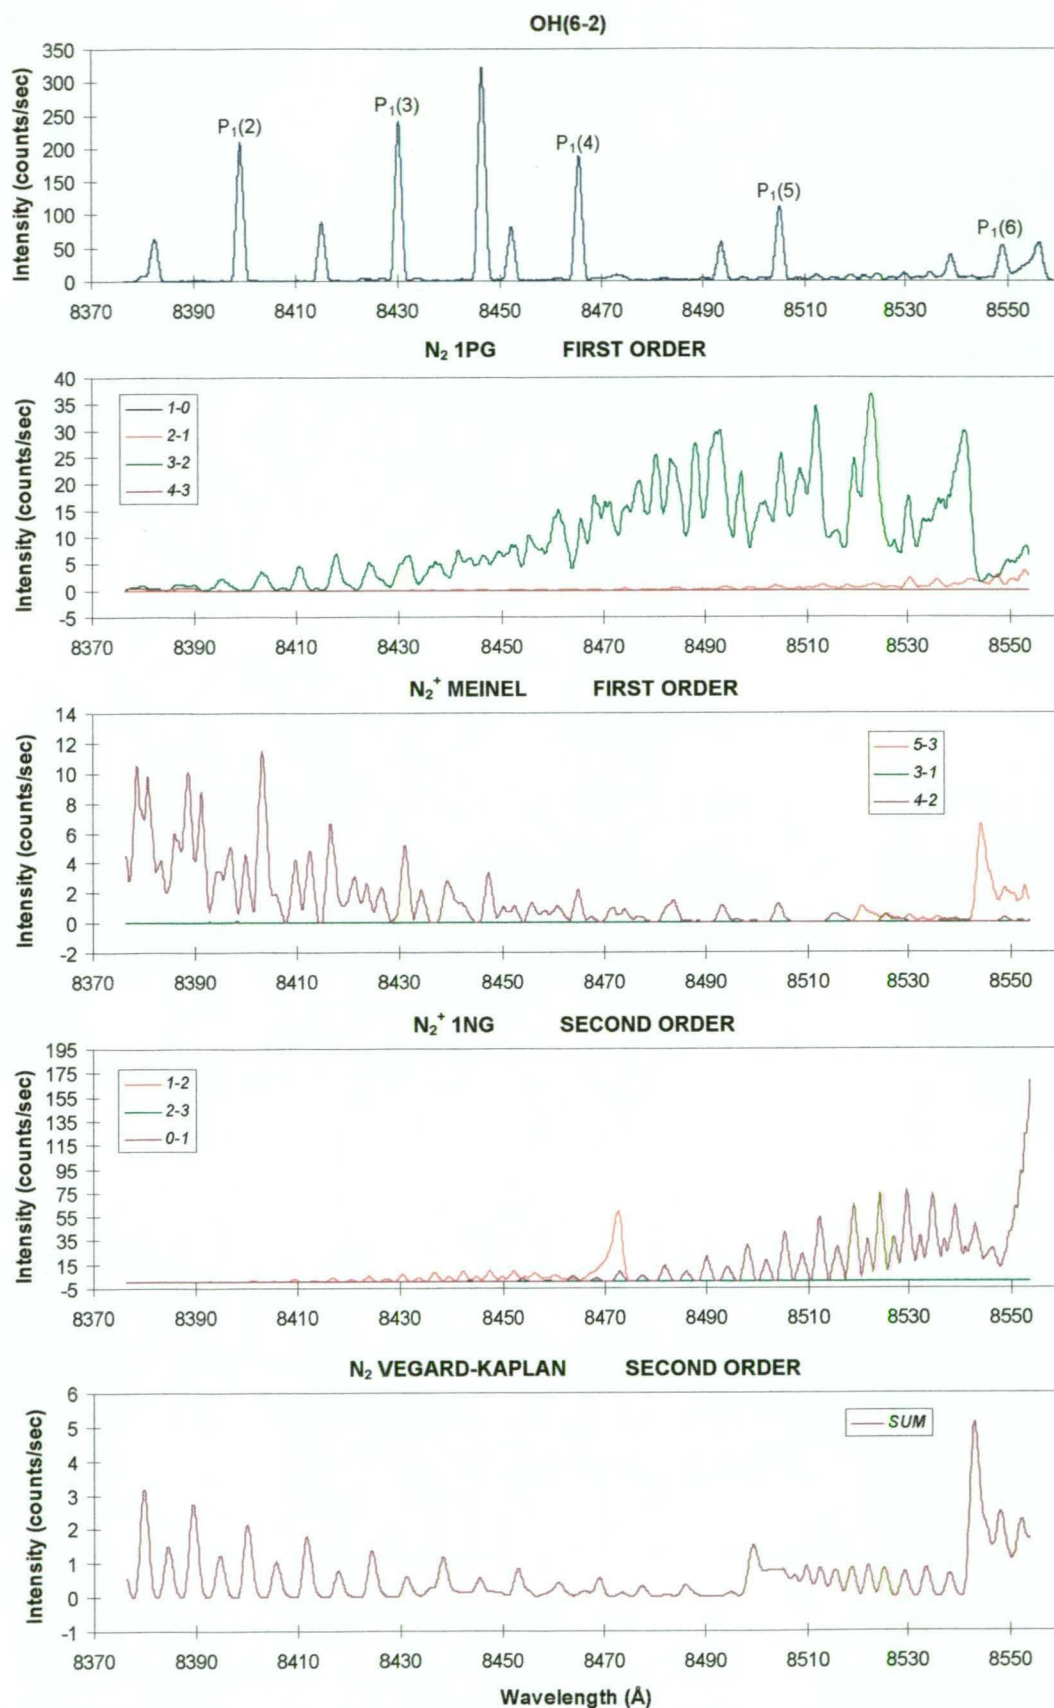 OH(6-2)
Intensity (counts/sec)
350
300
250
200
150
100
50
0
P₁(2)
P₁(3)
P₁(4)
P₁(5)
P₁(6)
8370 8390 8410 8430 8450 8470 8490 8510 8530 8550
N₂ 1PG FIRST ORDER
Intensity (counts/sec)
40
35
30
25
20
15
10
5
0
-5
1-0
2-1
3-2
4-3
8370 8390 8410 8430 8450 8470 8490 8510 8530 8550
N₂⁺ MEINEL FIRST ORDER
Intensity (counts/sec)
14
12
10
8
6
4
2
0
-2
5-3
3-1
4-2
8370 8390 8410 8430 8450 8470 8490 8510 8530 8550
N₂⁺ 1NG SECOND ORDER
Intensity (counts/sec)
195
175
155
135
115
95
75
55
35
15
-5
1-2
2-3
0-1
8370 8390 8410 8430 8450 8470 8490 8510 8530 8550
N₂ VEGARD-KAPLAN SECOND ORDER
Intensity (counts/sec)
6
5
4
3
2
1
0
-1
SUM
8370 8390 8410 8430 8450 8470 8490 8510 8530 8550
Wavelength (Å)